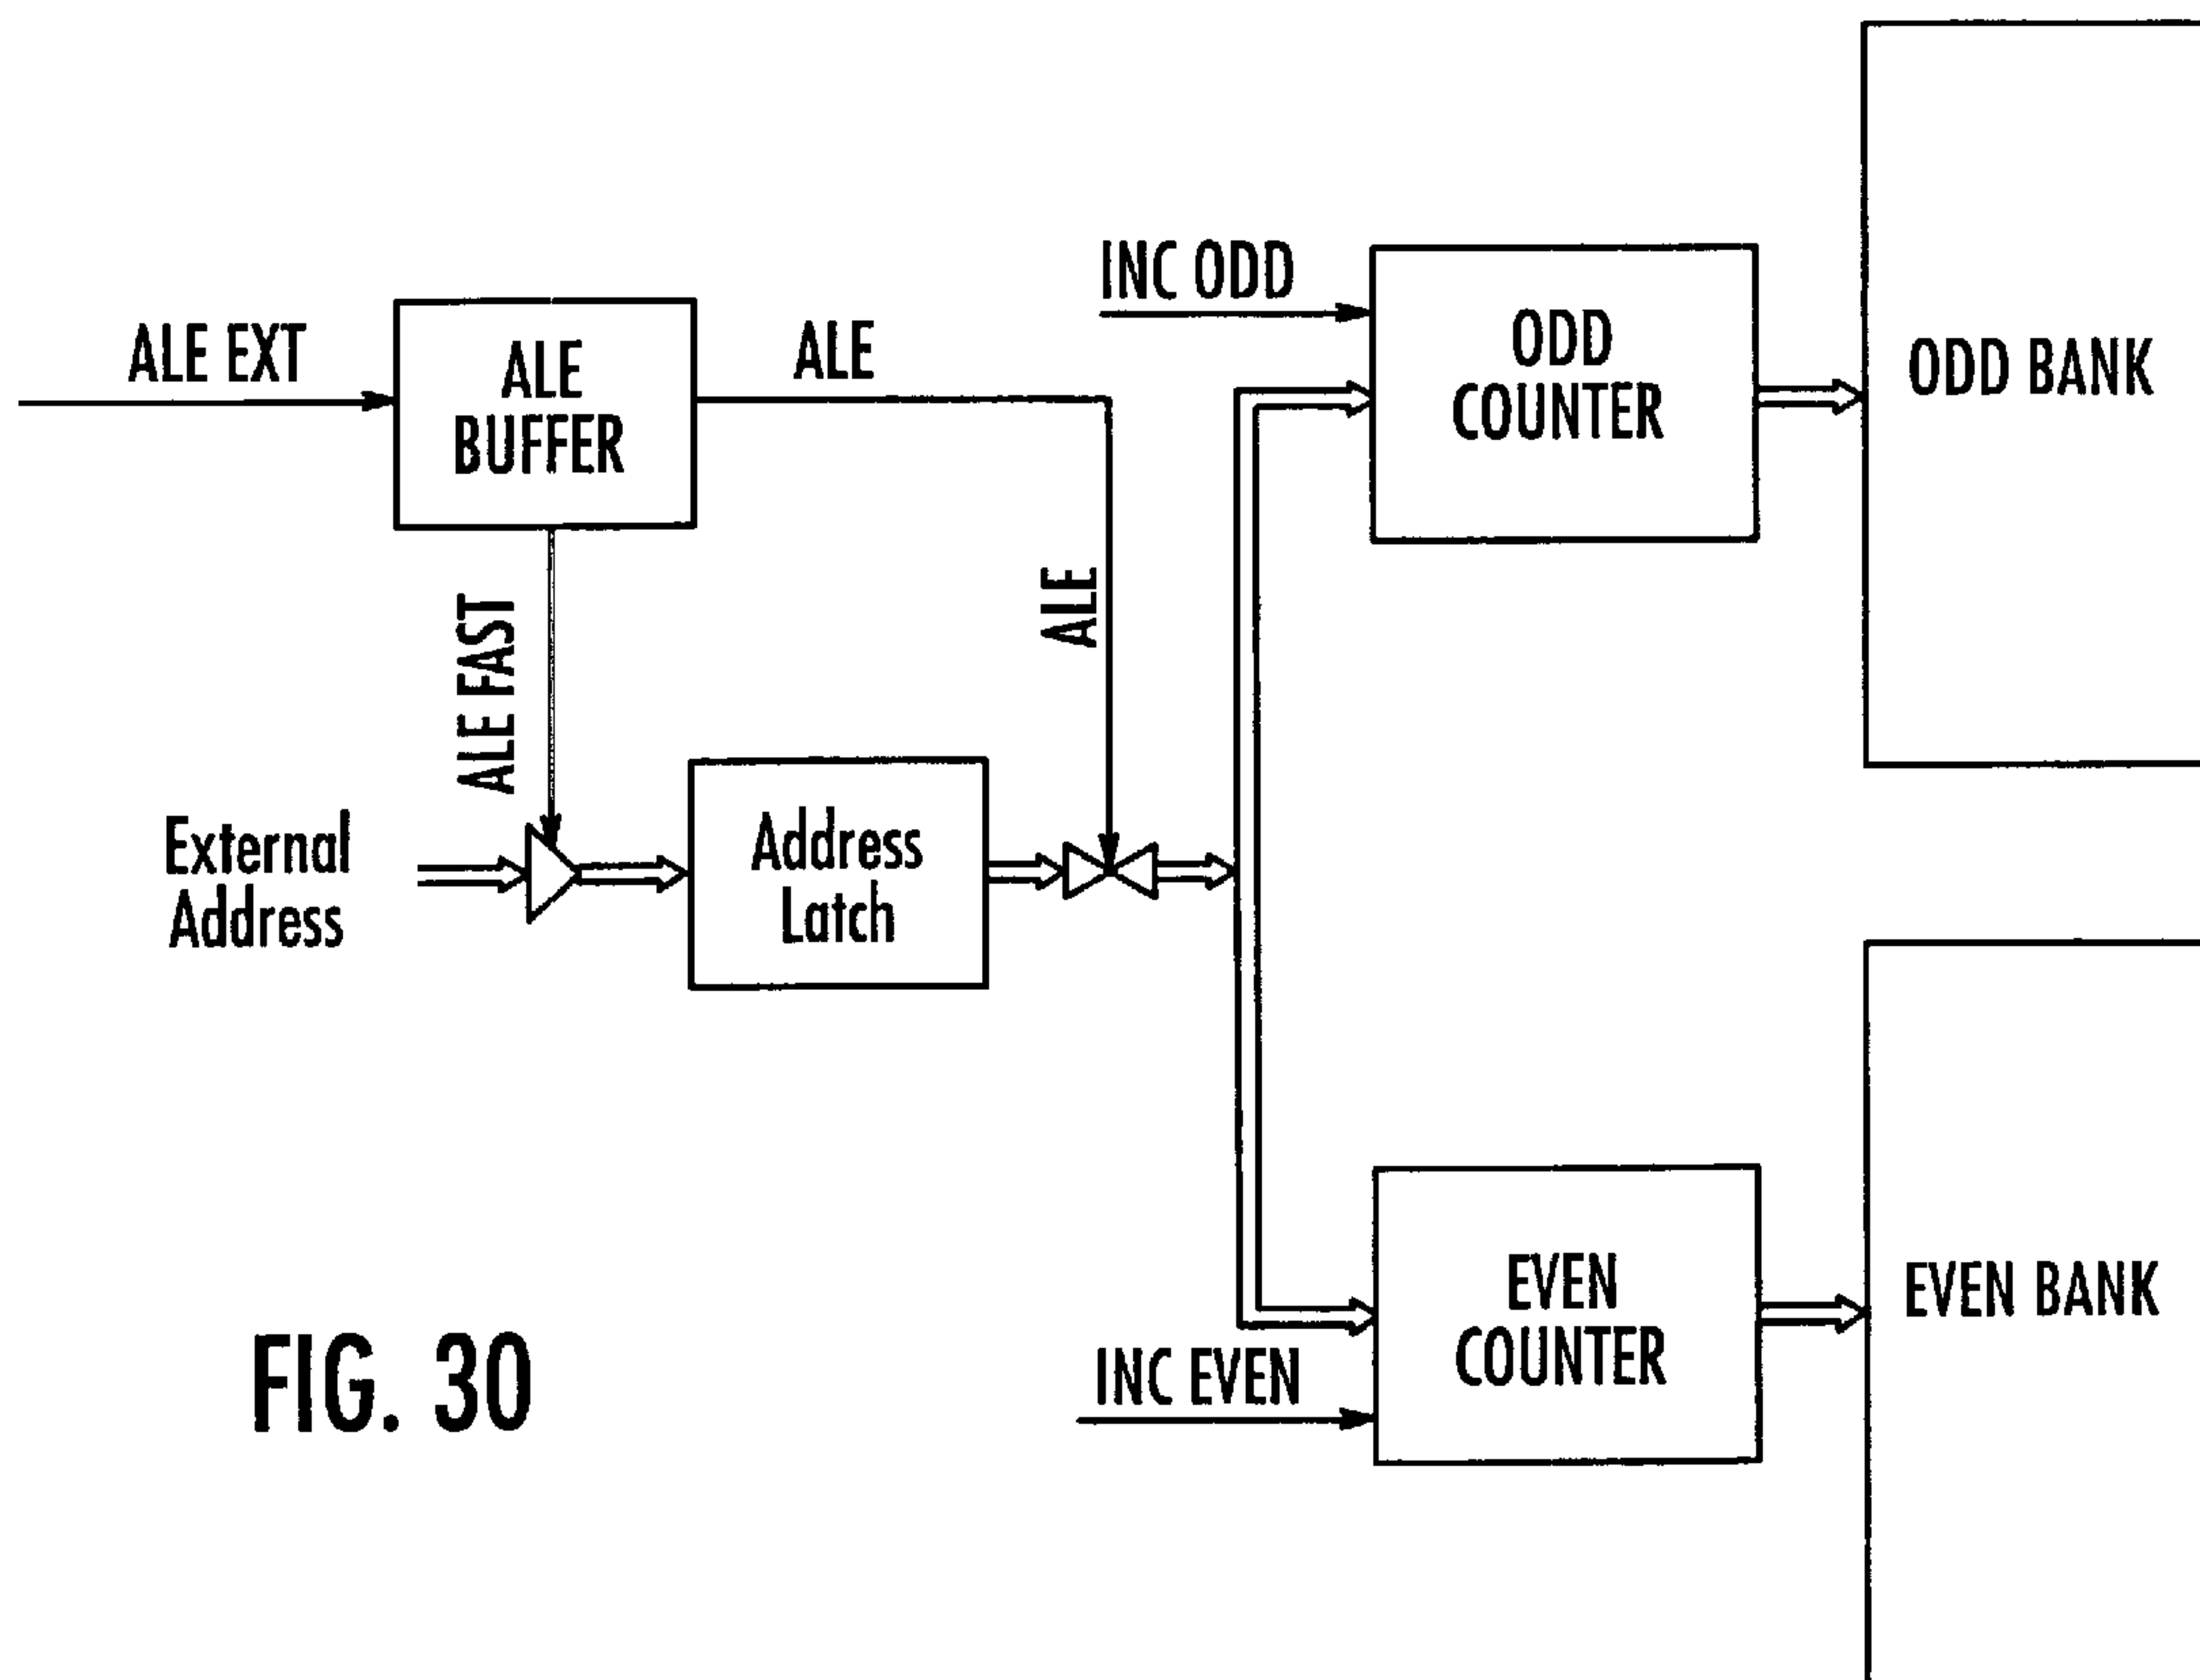 INC ODD
ALE EXT
ALE
BUFFER
ALE
ODD
COUNTER
ODD BANK
ALE FAST
ALE
External
Address
Address
Latch
EVEN
COUNTER
EVEN BANK
INC EVEN
FIG. 30